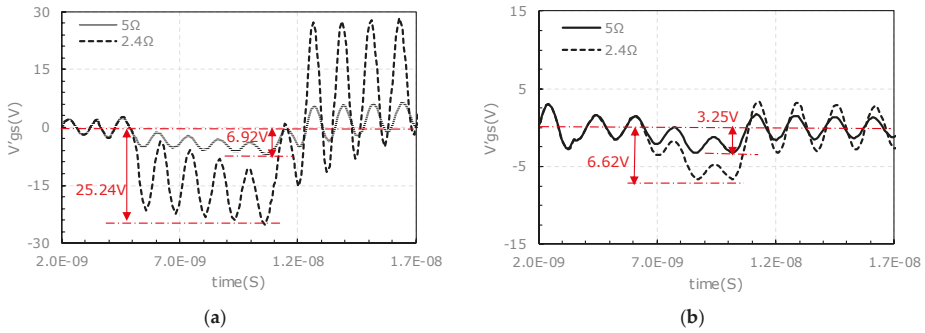 30
15
0
-15
-30
V'gs(V)
5Ω
2.4Ω
6.92V
25.24V
2.0E-09
7.0E-09
1.2E-08
1.7E-08
time(S)
(a)
15
5
-5
-15
V'gs(V)
5Ω
2.4Ω
3.25V
6.62V
2.0E-09
7.0E-09
1.2E-08
1.7E-08
time(S)
(b)